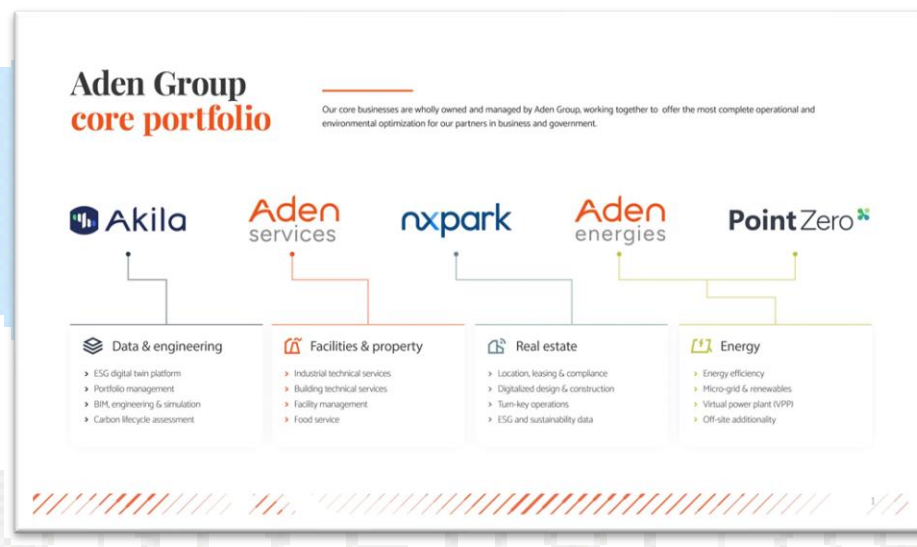 Aden Group
core portfolio
Our core businesses are wholly owned and managed by Aden Group, working together to offer the most complete operational and
environmental optimization for our partners in business and government.
Akila
Aden
services
nxpark
Aden
energies
Point Zero
Data & engineering
> ESG digital twin platform
> Portfolio management
> BIM, engineering & simulation
> Carbon lifecycle assessment
Facilities & property
> Industrial technical services
> Building technical services
> Facility management
> Food service
Real estate
> Location, leasing & compliance
> Digitalized design & construction
> Turn-key operations
> ESG and sustainability data
Energy
> Energy efficiency
> Micro-grid & renewables
> Virtual power plant (VPP)
> Off-site additionality
1